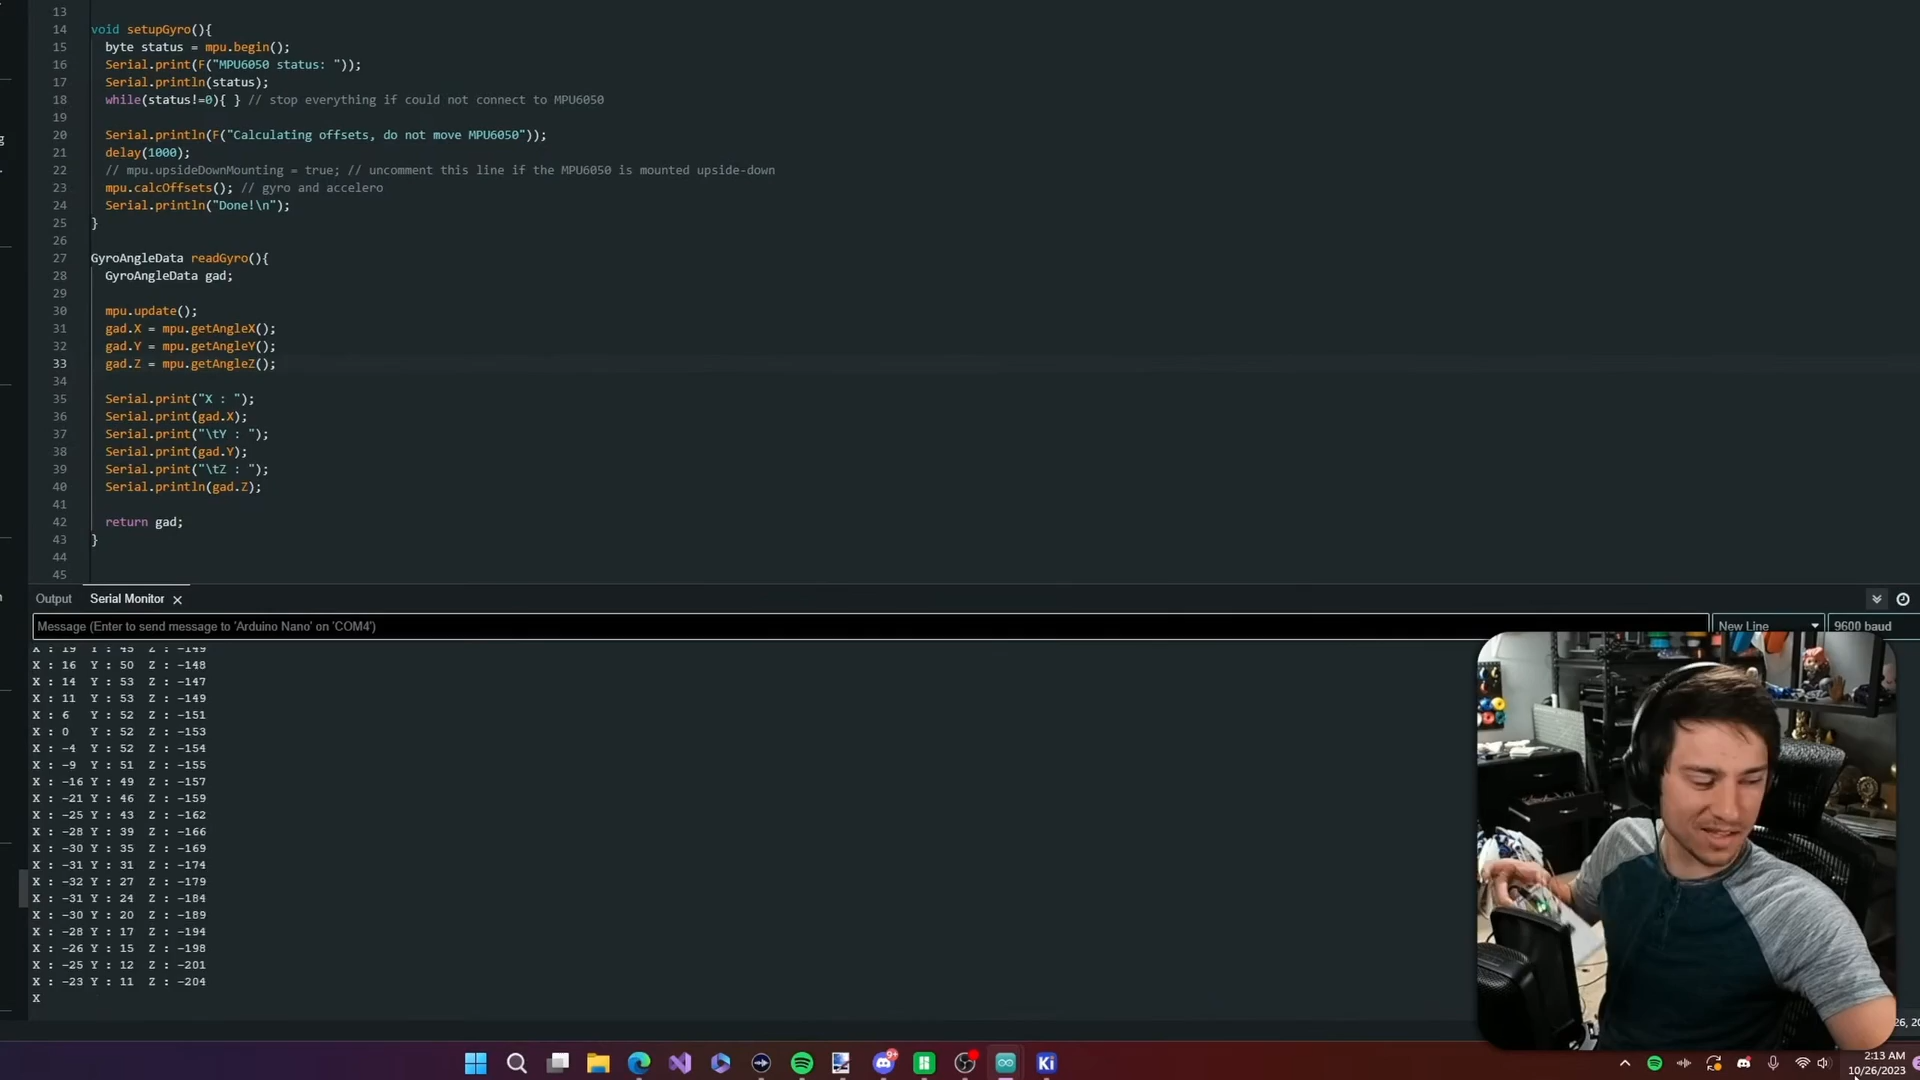 13
14 void setupGyro(){
15 byte status = mpu.begin();
16 Serial.print(F("MPU6050 status: "));
17 Serial.println(status);
18 while(status!=0){ } // stop everything if could not connect to MPU6050
19
20 Serial.println(F("Calculating offsets, do not move MPU6050"));
21 delay(1000);
22 // mpu.upsideDownMounting = true; // uncomment this line if the MPU6050 is mounted upside-down
23 mpu.calcOffsets(); // gyro and accelero
24 Serial.println("Done!\n");
25 }
26
27 GyroAngleData readGyro(){
28 GyroAngleData gad;
29
30 mpu.update();
31 gad.X = mpu.getAngleX();
32 gad.Y = mpu.getAngleY();
33 gad.Z = mpu.getAngleZ();
34
35 Serial.print("X : ");
36 Serial.print(gad.X);
37 Serial.print("\tY : ");
38 Serial.print(gad.Y);
39 Serial.print("\tZ : ");
40 Serial.println(gad.Z);
41
42 return gad;
43 }
44
45
Output Serial Monitor
Message (Enter to send message to 'Arduino Nano' on 'COM4')
New Line 9600 baud
X : 19 Y : 45 Z : -149
X : 16 Y : 50 Z : -148
X : 14 Y : 53 Z : -147
X : 11 Y : 53 Z : -149
X : 6 Y : 52 Z : -151
X : 0 Y : 52 Z : -153
X : -4 Y : 52 Z : -154
X : -9 Y : 51 Z : -155
X : -16 Y : 49 Z : -157
X : -21 Y : 46 Z : -159
X : -25 Y : 43 Z : -162
X : -28 Y : 39 Z : -166
X : -30 Y : 35 Z : -169
X : -31 Y : 31 Z : -174
X : -32 Y : 27 Z : -179
X : -31 Y : 24 Z : -184
X : -30 Y : 20 Z : -189
X : -28 Y : 17 Z : -194
X : -26 Y : 15 Z : -198
X : -25 Y : 12 Z : -201
X : -23 Y : 11 Z : -204
X
9+
Ki
2:13 AM
10/26/2023